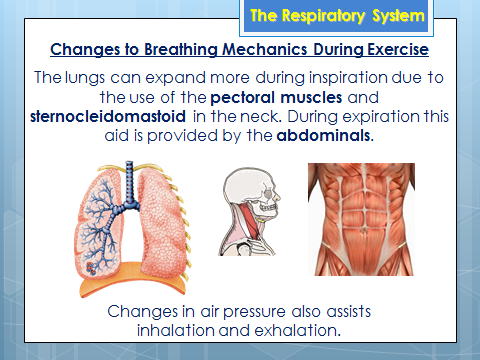 The Respiratory System
Changes to Breathing Mechanics During Exercise
The lungs can expand more during inspiration due to
the use of the pectoral muscles and
sternocleidomastoid in the neck. During expiration this
aid is provided by the abdominals.
Changes in air pressure also assists
inhalation and exhalation.